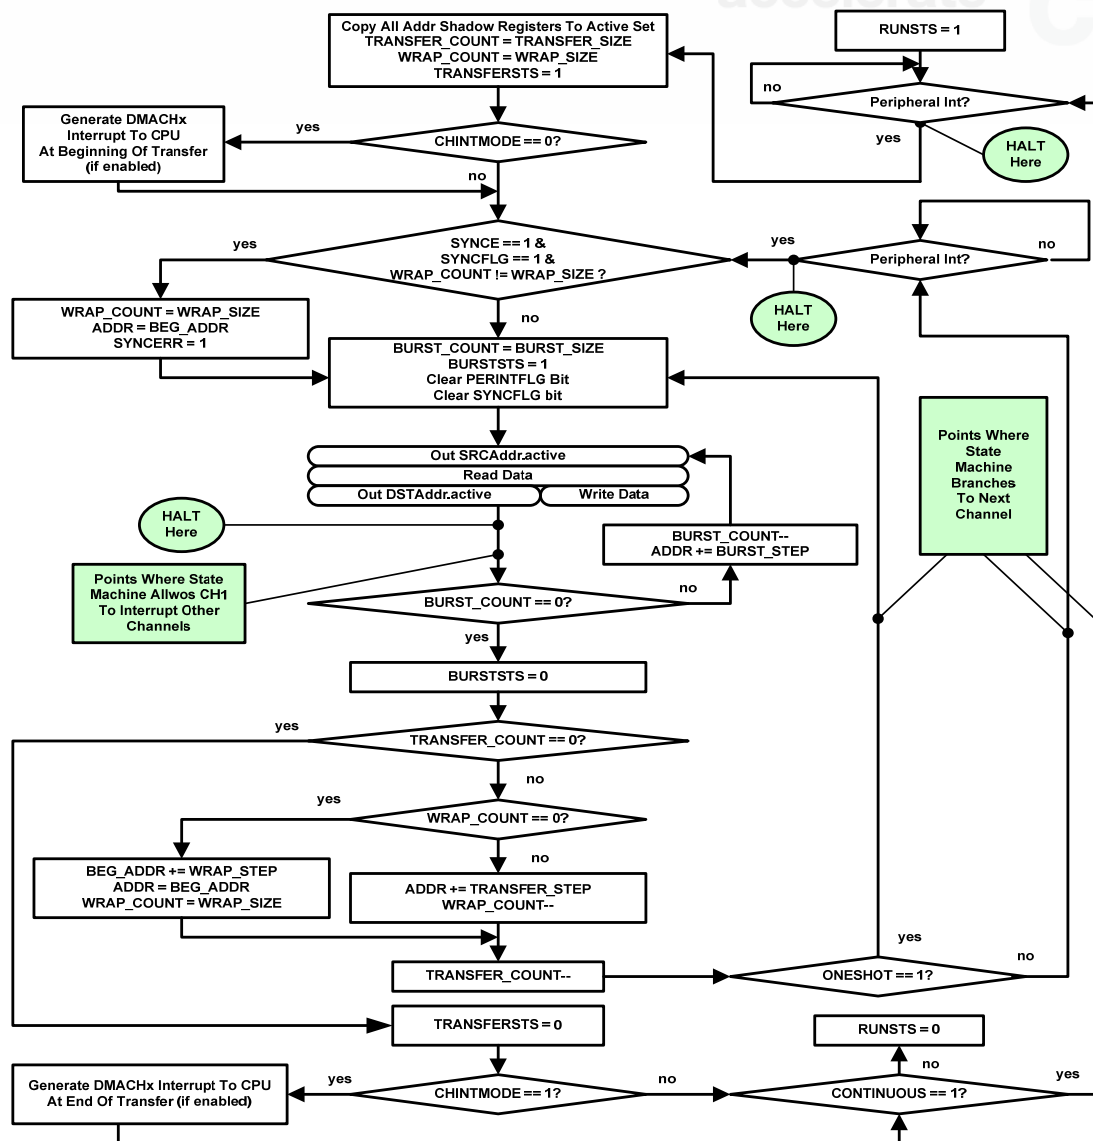 accelerate
RUNSTS = 1
Copy All Addr Shadow Registers To Active Set
TRANSFER_COUNT = TRANSFER_SIZE
WRAP_COUNT = WRAP_SIZE
TRANSFERSTS = 1
no
Peripheral Int?
yes
HALT
Here
Generate DMACHx
Interrupt To CPU
At Beginning Of Transfer
(if enabled)
yes
CHINTMODE == 0?
no
yes
SYNCE == 1 &
SYNCFLG == 1 &
WRAP_COUNT != WRAP_SIZE ?
yes
Peripheral Int?
no
HALT
Here
no
WRAP_COUNT = WRAP_SIZE
ADDR = BEG_ADDR
SYNCERR = 1
BURST_COUNT = BURST_SIZE
BURSTSTS = 1
Clear PERINTFLG Bit
Clear SYNCFLG bit
Points Where
State
Machine
Branches
To Next
Channel
Out SRCAddr.active
Read Data
Out DSTAddr.active
Write Data
HALT
Here
BURST_COUNT--
ADDR += BURST_STEP
Points Where State
Machine Allwos CH1
To Interrupt Other
Channels
BURST_COUNT == 0?
no
yes
BURSTSTS = 0
yes
TRANSFER_COUNT == 0?
no
yes
WRAP_COUNT == 0?
no
BEG_ADDR += WRAP_STEP
ADDR = BEG_ADDR
WRAP_COUNT = WRAP_SIZE
ADDR += TRANSFER_STEP
WRAP_COUNT--
TRANSFER_COUNT--
yes
ONESHOT == 1?
no
TRANSFERSTS = 0
RUNSTS = 0
no
Generate DMACHx Interrupt To CPU
At End Of Transfer (if enabled)
yes
CHINTMODE == 1?
no
CONTINUOUS == 1?
yes